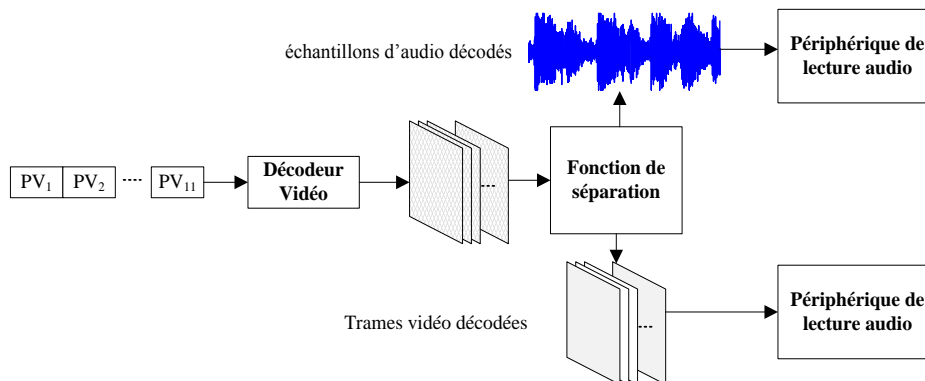 échantillons d'audio décodés
Périphérique de
lecture audio
PV1 PV2 ---- PV11
Décodeur
Vidéo
Fonction de
séparation
Trames vidéo décodées
Périphérique de
lecture audio